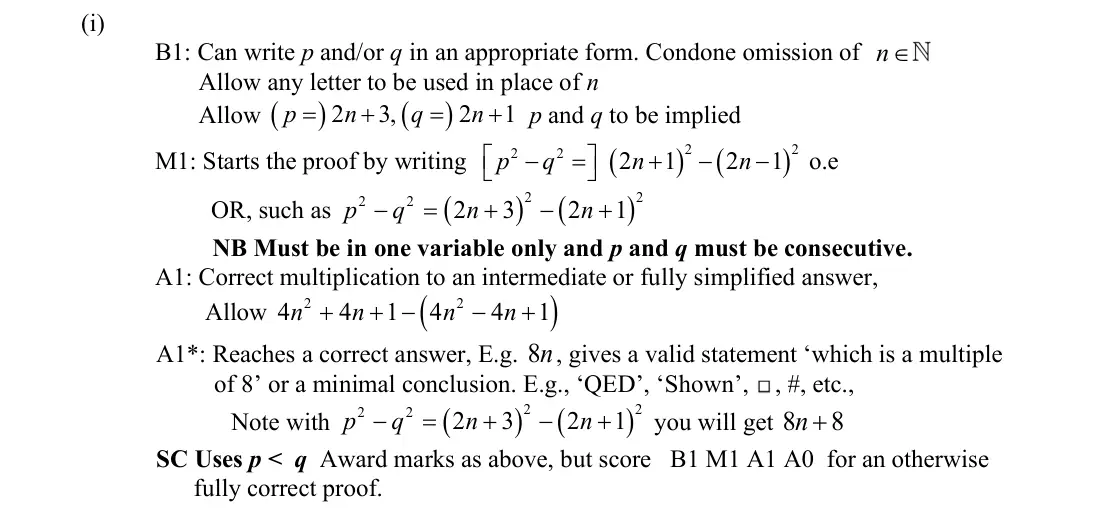 (i)
B1: Can write p and/or q in an appropriate form. Condone omission of n ∈ ℕ
Allow any letter to be used in place of n
Allow (p =) 2n + 3, (q =) 2n + 1 p and q to be implied
M1: Starts the proof by writing [p² − q² =] (2n + 1)² − (2n − 1)² o.e
OR, such as p² − q² = (2n + 3)² − (2n + 1)²
NB Must be in one variable only and p and q must be consecutive.
A1: Correct multiplication to an intermediate or fully simplified answer,
Allow 4n² + 4n + 1 − (4n² − 4n + 1)
A1*: Reaches a correct answer, E.g. 8n, gives a valid statement ‘which is a multiple
of 8’ or a minimal conclusion. E.g., ‘QED’, ‘Shown’, □, #, etc.,
Note with p² − q² = (2n + 3)² − (2n + 1)² you will get 8n + 8
SC Uses p < q Award marks as above, but score B1 M1 A1 A0 for an otherwise
fully correct proof.